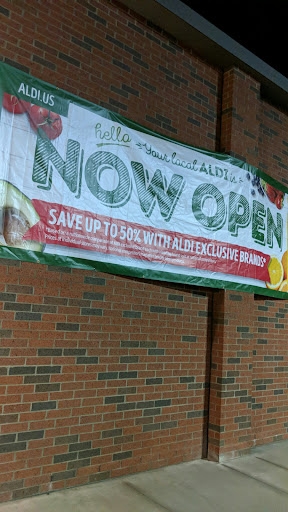 ALDI.US
hello
Your local ALDI is
NOW OPEN
SAVE UP TO 50% WITH ALDI EXCLUSIVE BRANDS*